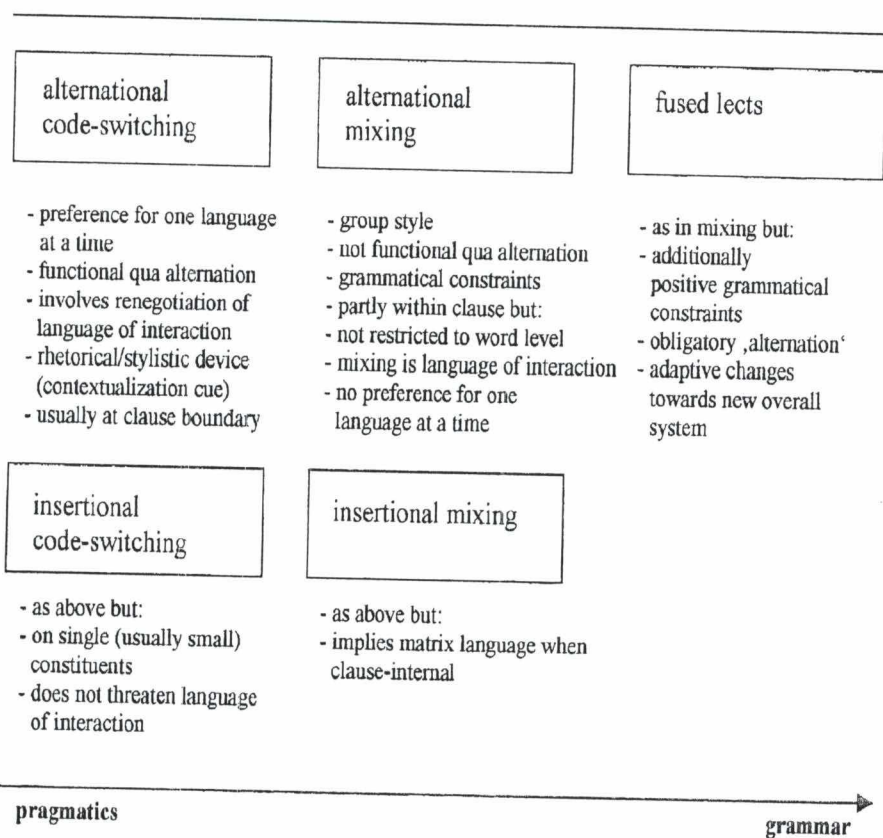 alternational
code-switching
- preference for one language
at a time
- functional qua alternation
- involves renegotiation of
language of interaction
- rhetorical/stylistic device
(contextualization cue)
- usually at clause boundary
insertional
code-switching
- as above but:
- on single (usually small)
constituents
- does not threaten language
of interaction
alternational
mixing
- group style
- not functional qua alternation
- grammatical constraints
- partly within clause but:
- not restricted to word level
- mixing is language of interaction
- no preference for one
language at a time
insertional mixing
- as above but:
- implies matrix language when
clause-internal
fused lects
- as in mixing but:
- additionally
positive grammatical
constraints
- obligatory ‚alternation‘
- adaptive changes
towards new overall
system
pragmatics
grammar